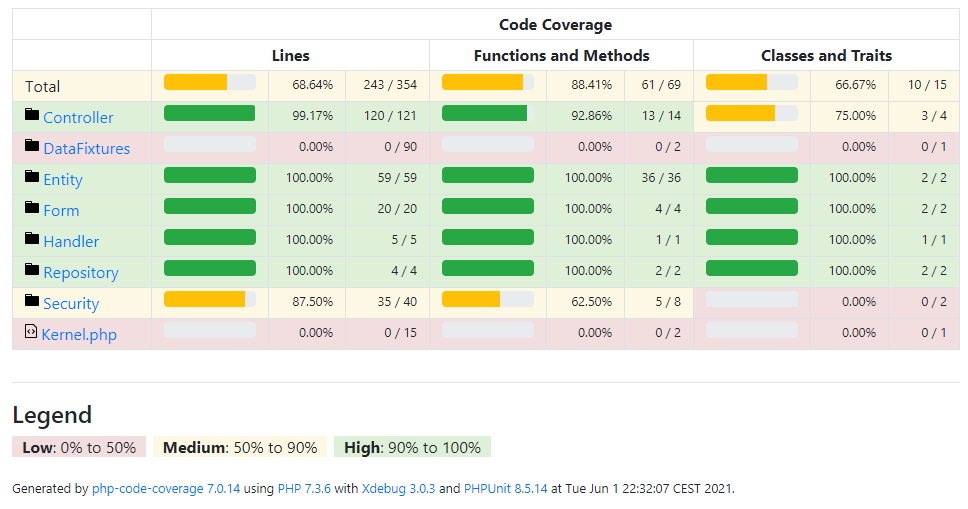 Code Coverage
Lines Functions and Methods Classes and Traits
Total 68.64% 243 / 354 88.41% 61 / 69 66.67% 10 / 15
Controller 99.17% 120 / 121 92.86% 13 / 14 75.00% 3 / 4
DataFixtures 0.00% 0 / 90 0.00% 0 / 2 0.00% 0 / 1
Entity 100.00% 59 / 59 100.00% 36 / 36 100.00% 2 / 2
Form 100.00% 20 / 20 100.00% 4 / 4 100.00% 2 / 2
Handler 100.00% 5 / 5 100.00% 1 / 1 100.00% 1 / 1
Repository 100.00% 4 / 4 100.00% 2 / 2 100.00% 2 / 2
Security 87.50% 35 / 40 62.50% 5 / 8 0.00% 0 / 2
Kernel.php 0.00% 0 / 15 0.00% 0 / 2 0.00% 0 / 1
Legend
Low: 0% to 50% Medium: 50% to 90% High: 90% to 100%
Generated by php-code-coverage 7.0.14 using PHP 7.3.6 with Xdebug 3.0.3 and PHPUnit 8.5.14 at Tue Jun 1 22:32:07 CEST 2021.